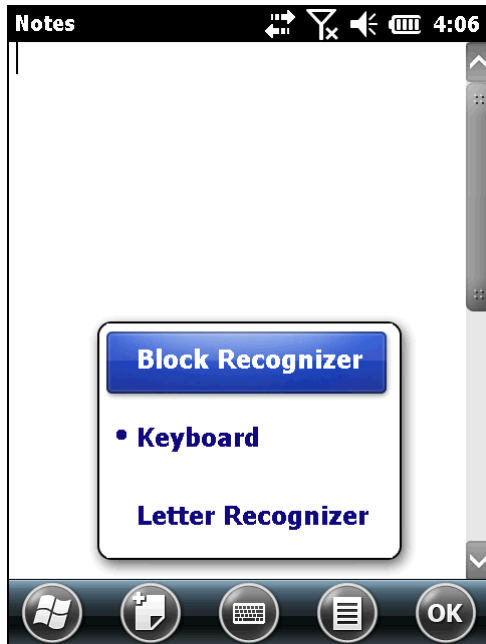 Notes 4:06
Block Recognizer
• Keyboard
Letter Recognizer
OK